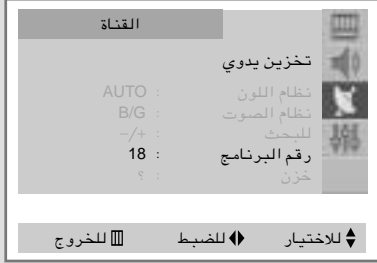 القناة
تخزين يدوي
نظام اللون : AUTO
نظام الصوت : B/G
للبحث : +/−
رقم البرنامج : 18
خزن : ؟
للاختيار للضبط للخروج